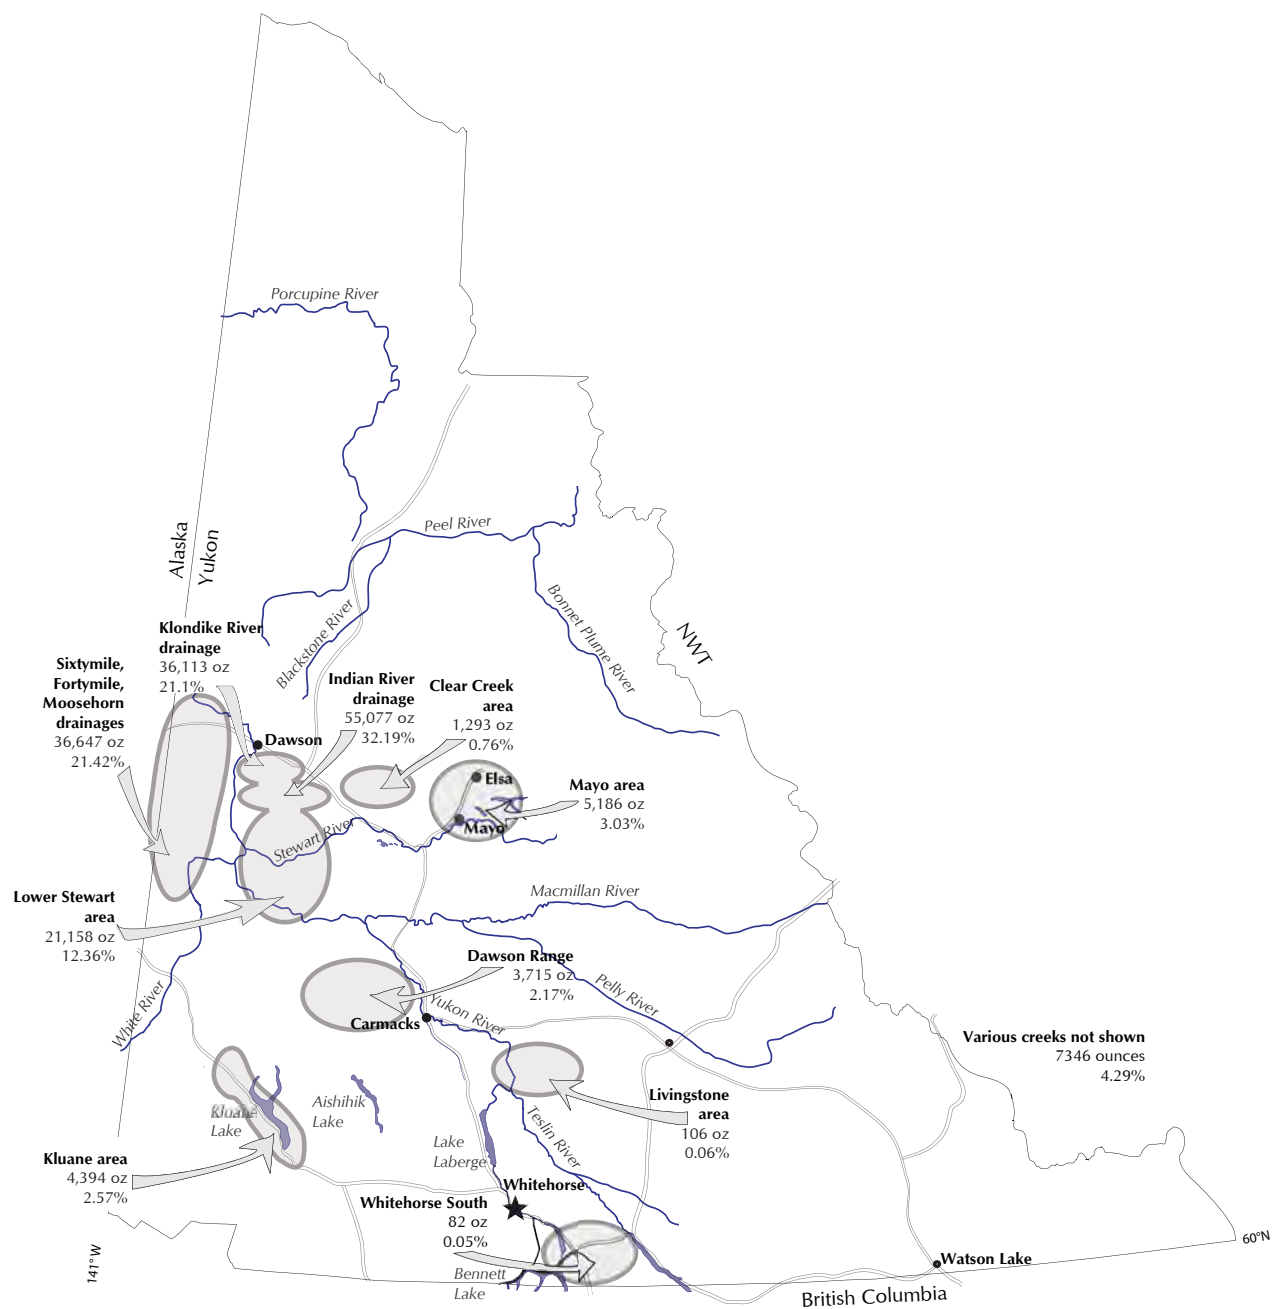 Porcupine River
Peel River
Alaska
Yukon
Bonnet Plume River
Blackstone River
NWT
Klondike River
drainage
36,113 oz
21.1%
Sixtymile,
Fortymile,
Moosehorn
drainages
36,647 oz
21.42%
Indian River
drainage
55,077 oz
32.19%
Clear Creek
area
1,293 oz
0.76%
Dawson
Elsa
Mayo
Mayo area
5,186 oz
3.03%
Stewart River
Lower Stewart
area
21,158 oz
12.36%
Macmillan River
Dawson Range
3,715 oz
2.17%
Pelly River
Yukon River
Carmacks
White River
Various creeks not shown
7346 ounces
4.29%
Kluane
Lake
Aishihik
Lake
Livingstone
area
106 oz
0.06%
Teslin River
Lake
Laberge
Kluane area
4,394 oz
2.57%
Whitehorse
Whitehorse South
82 oz
0.05%
Bennett
Lake
Watson Lake
60°N
141° W
British Columbia